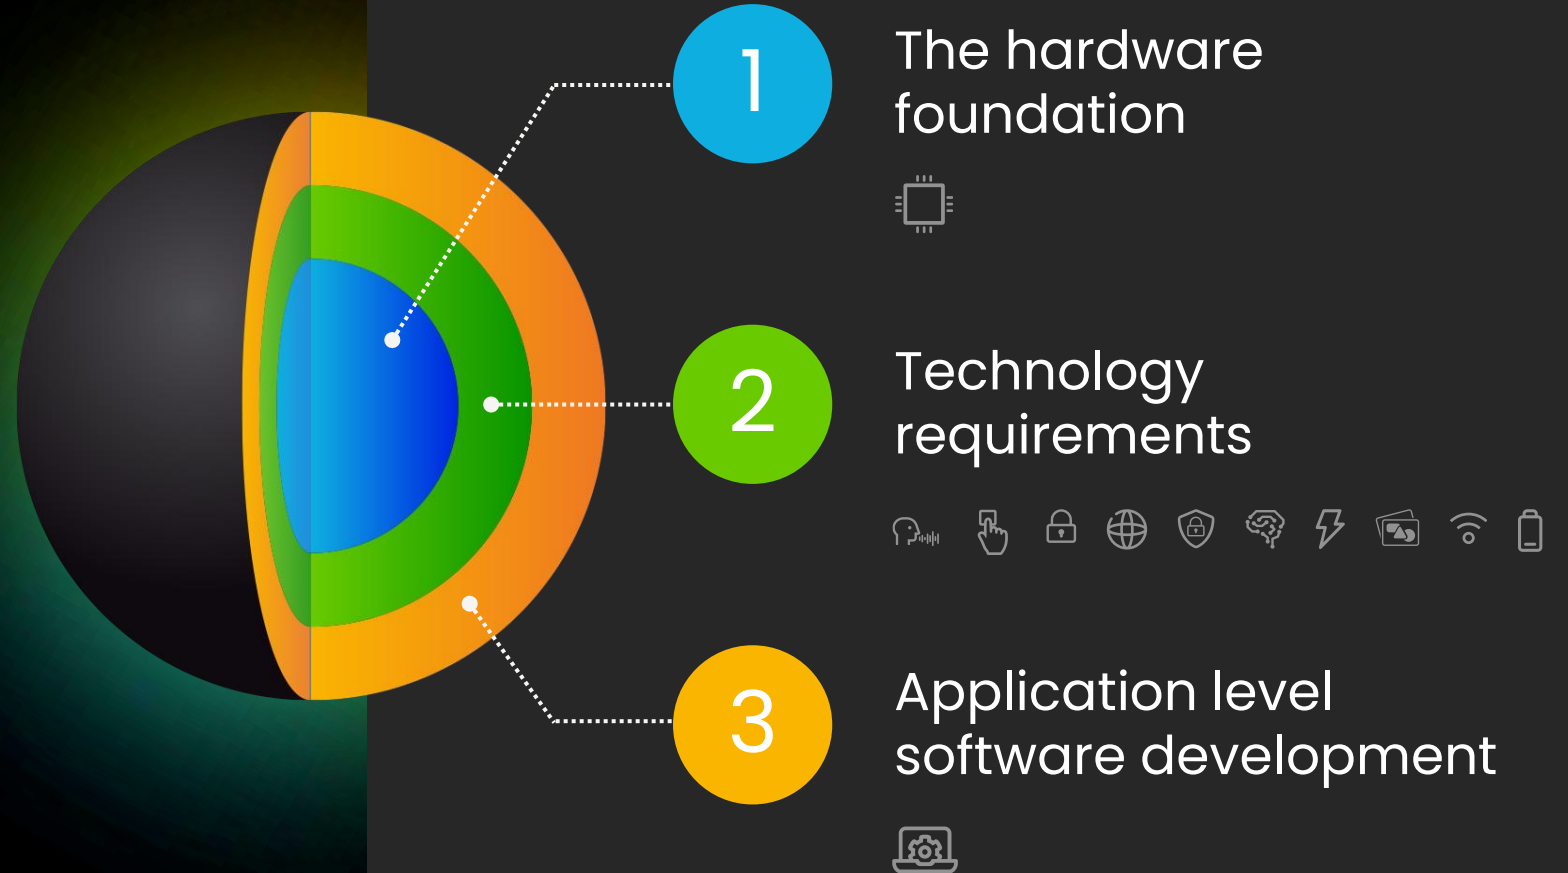 1
The hardware
foundation
2
Technology
requirements
3
Application level
software development